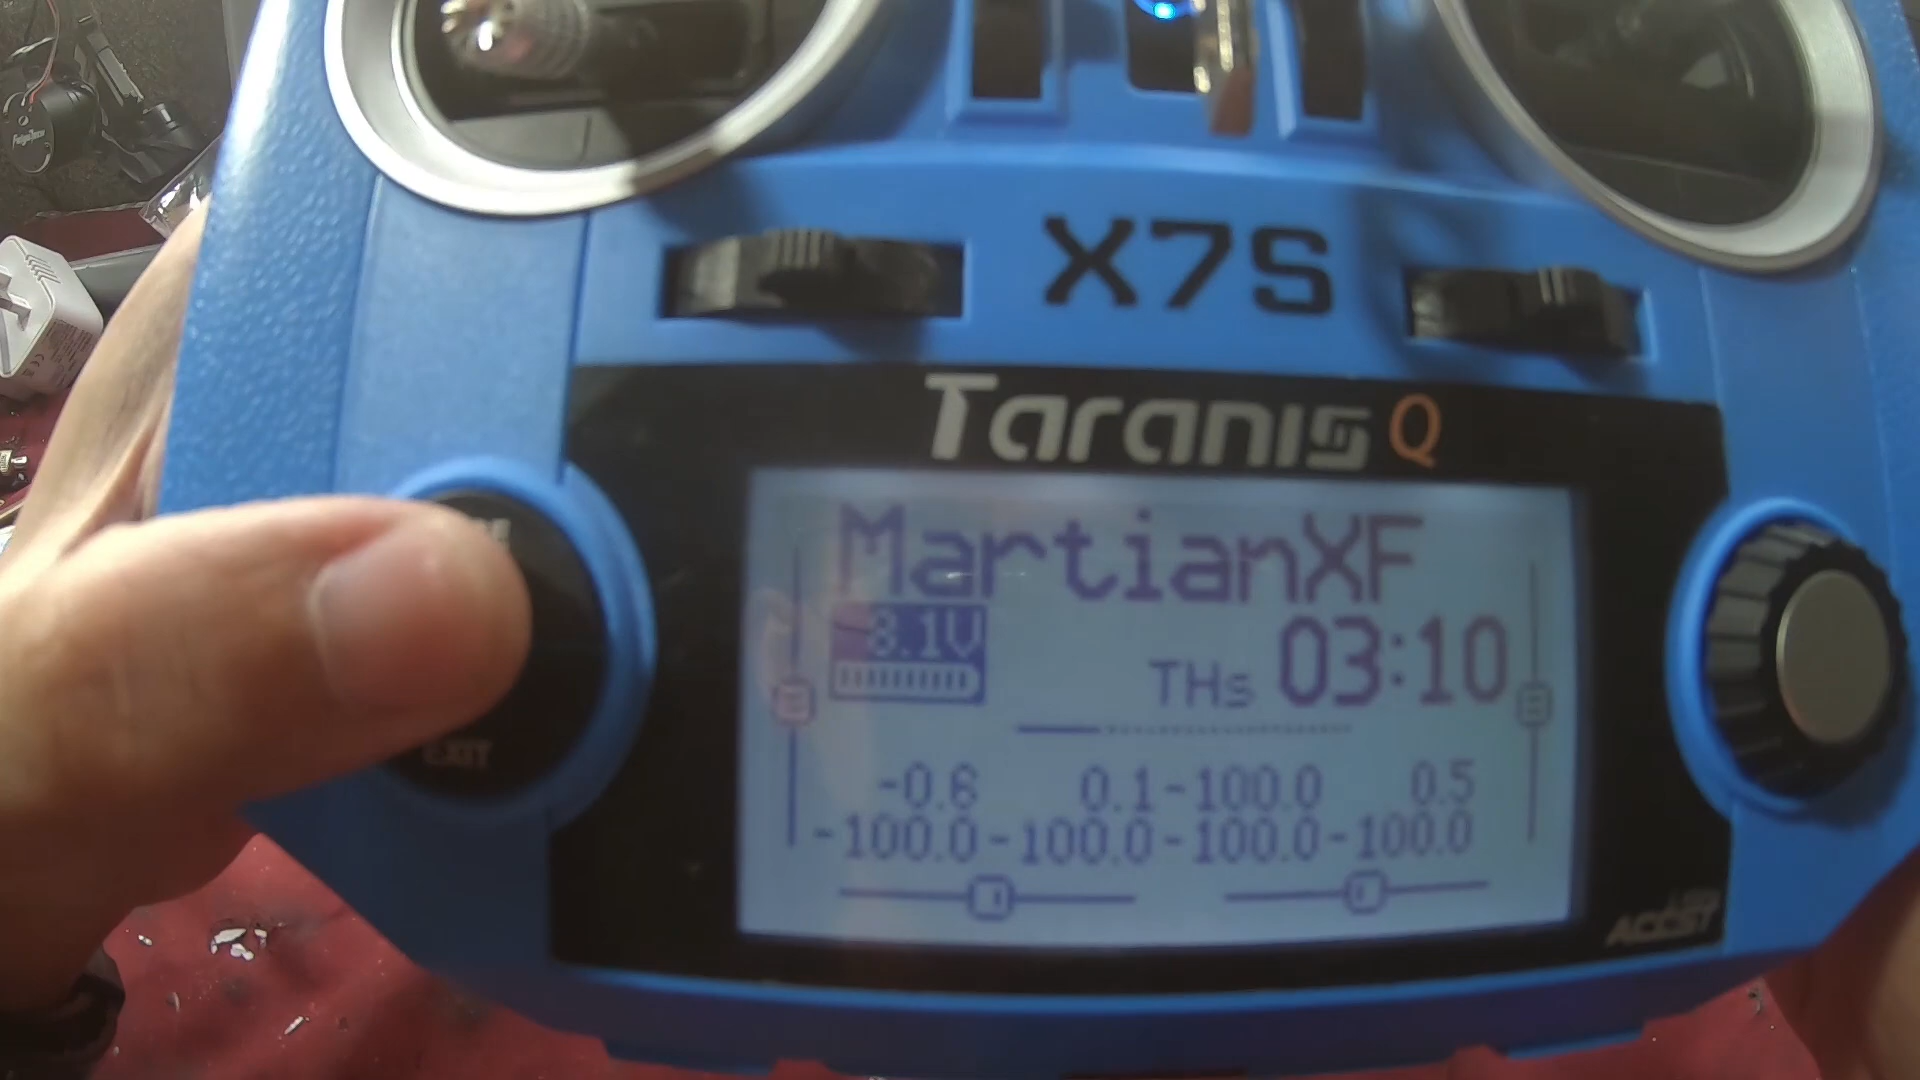 X7S
Taranis Q
MartianXF
8.1V
THs 03:10
-0.6 0.1 -100.0 0.5
-100.0 -100.0 -100.0 -100.0
EXIT
ACCST